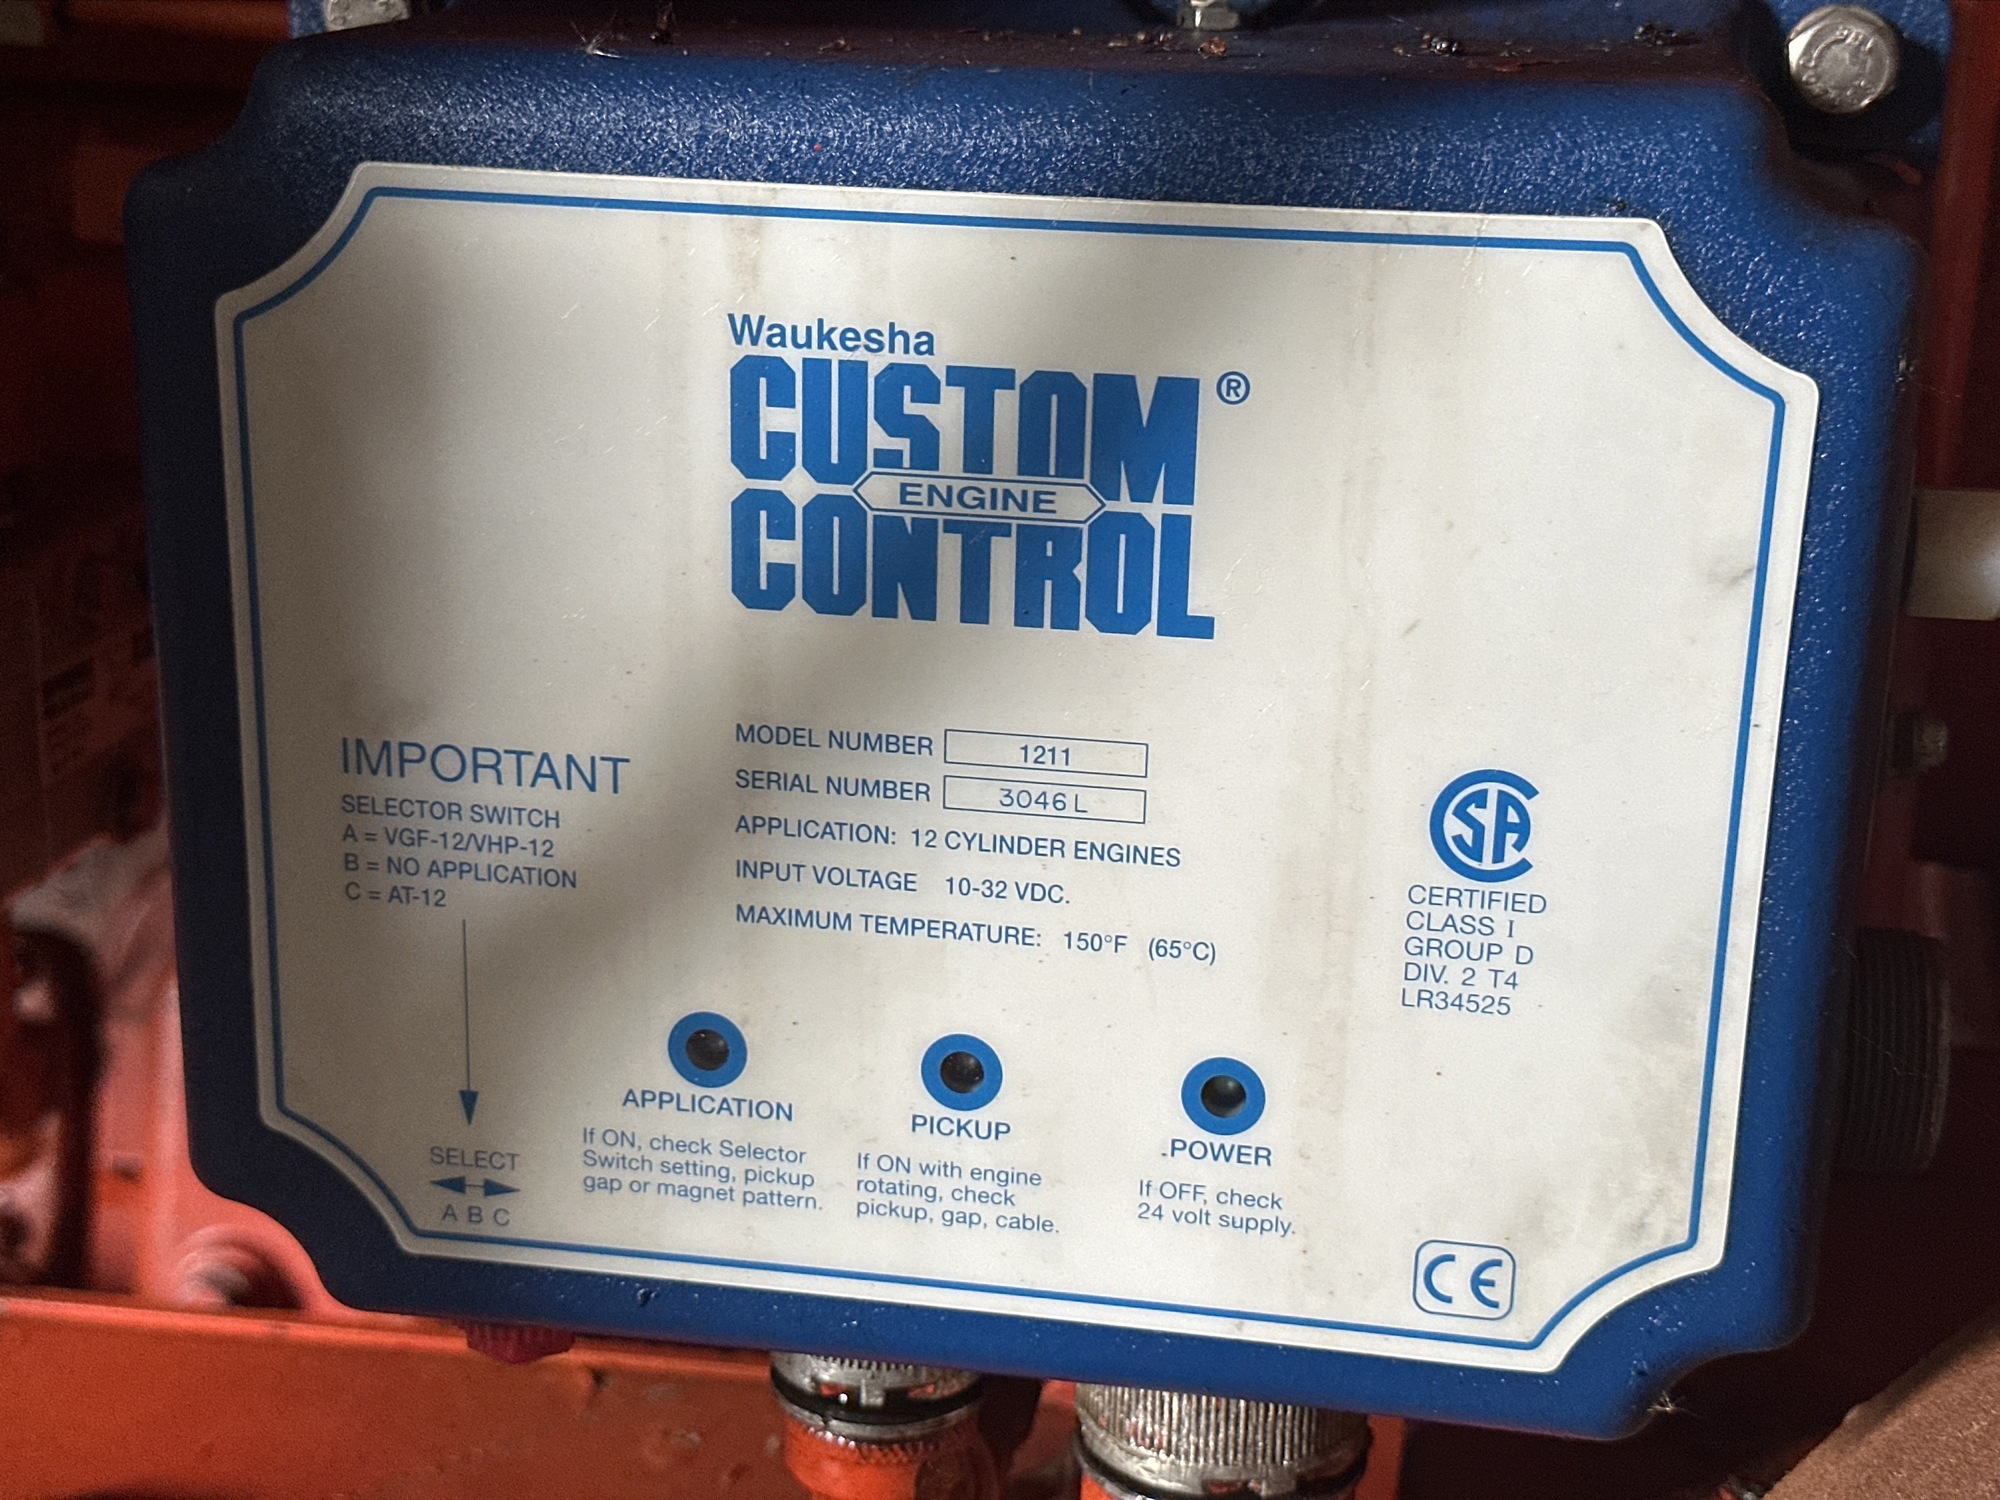 Waukesha
CUSTOM ®
ENGINE
CONTROL
MODEL NUMBER 1211
SERIAL NUMBER 3046L
APPLICATION: 12 CYLINDER ENGINES
INPUT VOLTAGE 10-32 VDC.
MAXIMUM TEMPERATURE: 150°F (65°C)
IMPORTANT
SELECTOR SWITCH
A = VGF-12/VHP-12
B = NO APPLICATION
C = AT-12
SELECT
A B C
APPLICATION
If ON, check Selector
Switch setting, pickup
gap or magnet pattern.
PICKUP
If ON with engine
rotating, check
pickup, gap, cable.
POWER
If OFF, check
24 volt supply.
CSA
CERTIFIED
CLASS I
GROUP D
DIV. 2 T4
LR34525
CE